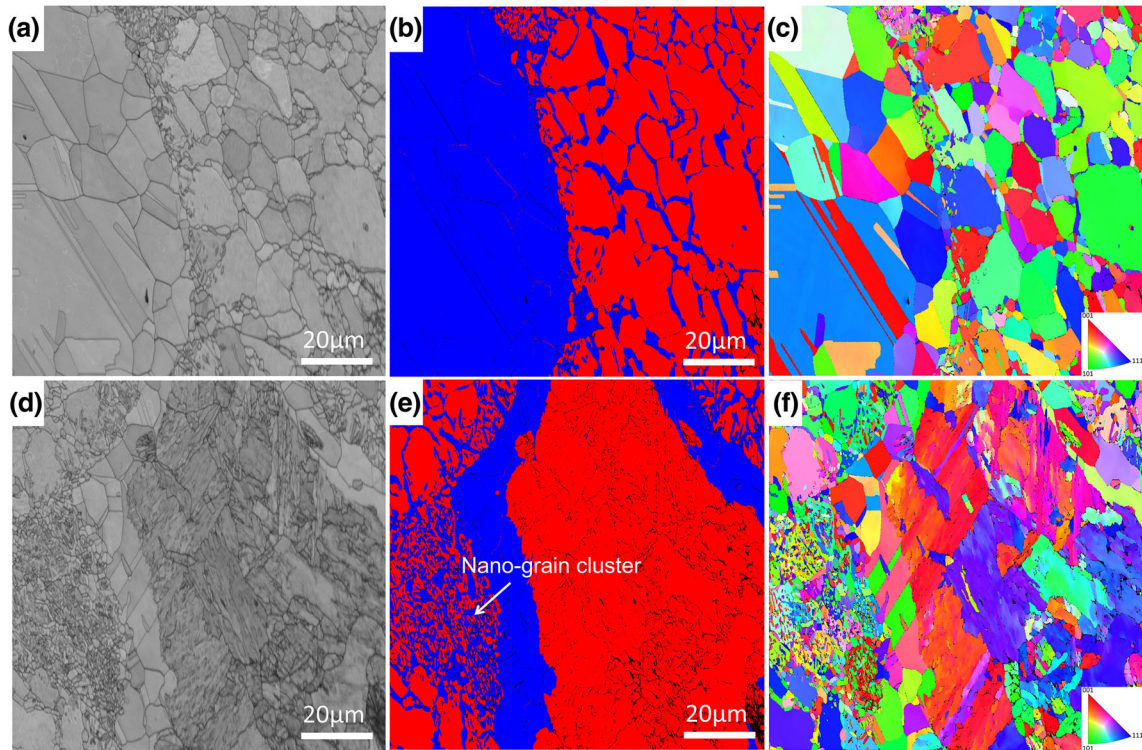 (a)
20μm
(b)
20μm
(c)
001
111
101
(d)
20μm
(e)
Nano-grain cluster
20μm
(f)
001
111
101